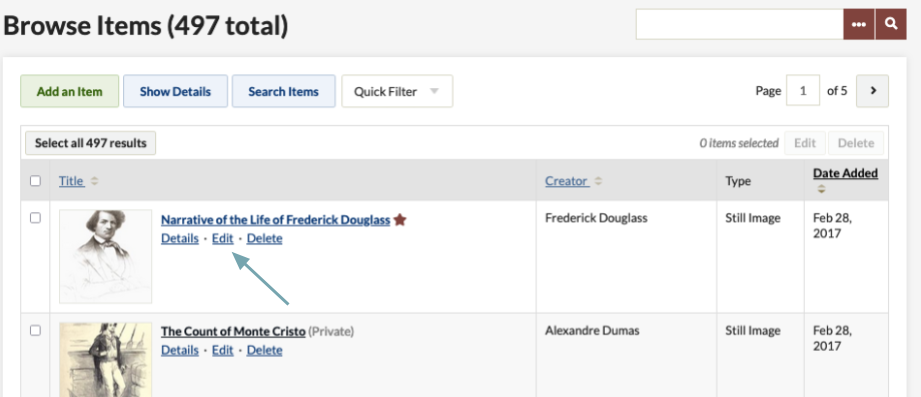 Browse Items (497 total)
Add an Item Show Details Search Items Quick Filter Page 1 of 5
Select all 497 results 0 items selected Edit Delete
Title Creator Type Date Added
Narrative of the Life of Frederick Douglass Frederick Douglass Still Image Feb 28,
Details · Edit · Delete 2017
The Count of Monte Cristo (Private) Alexandre Dumas Still Image Feb 28,
Details · Edit · Delete 2017